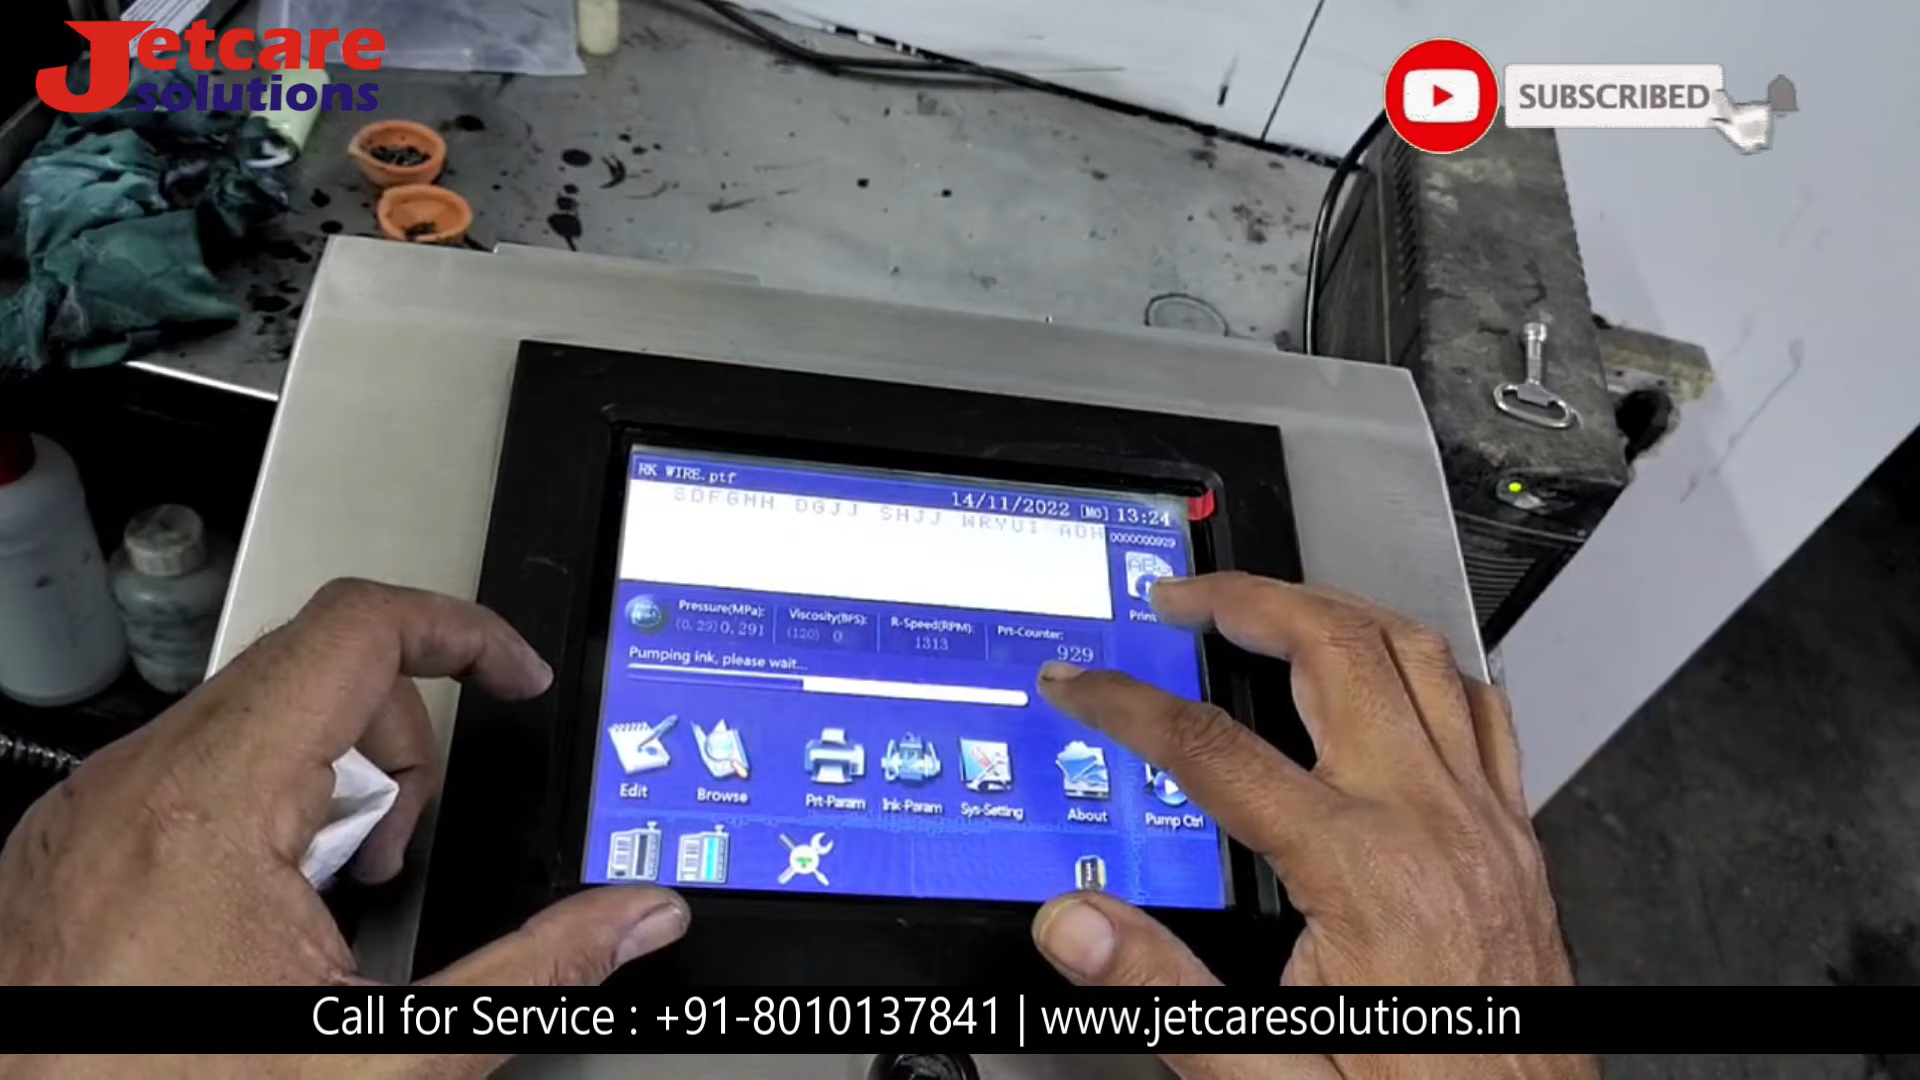 Jetcare
solutions
SUBSCRIBED
RK WIRE.ptf
14/11/2022 [MO] 13:24
SDFGNH DGJJ SHJJ WRYUI ADH
0000000929
Print
Pressure(MPa):
(0,29)0,291
Viscosity(BFS):
(120) 0
R-Speed(RPM):
1313
Prt-Counter:
929
Pumping ink, please wait...
Edit
Browse
Prt-Param
Ink-Param
Sys-Setting
About
Pump Ctrl
Call for Service : +91-8010137841 | www.jetcaresolutions.in